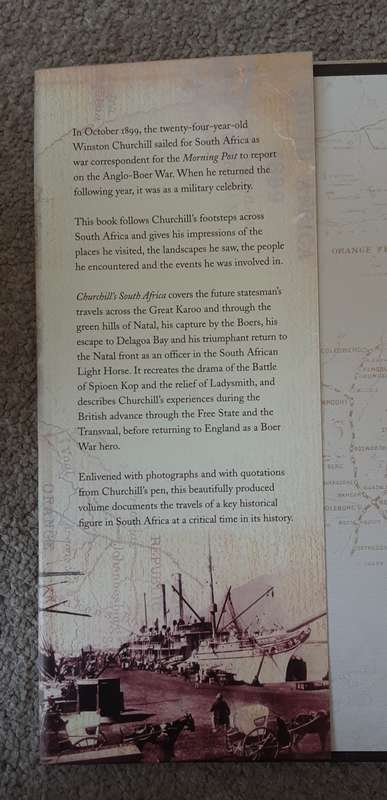 In October 1899, the twenty-four-year-old
Winston Churchill sailed for South Africa as
war correspondent for the Morning Post to report
on the Anglo-Boer War. When he returned the
following year, it was as a military celebrity.
This book follows Churchill's footsteps across
South Africa and gives his impressions of the
places he visited, the landscapes he saw, the people
he encountered and the events he was involved in.
Churchill's South Africa covers the future statesman's
travels across the Great Karoo and through the
green hills of Natal, his capture by the Boers, his
escape to Delagoa Bay and his triumphant return to
the Natal front as an officer in the South African
Light Horse. It recreates the drama of the Battle
of Spioen Kop and the relief of Ladysmith, and
describes Churchill's experiences during the
British advance through the Free State and the
Transvaal, before returning to England as a Boer
War hero.
Enlivened with photographs and with quotations
from Churchill's pen, this beautifully produced
volume documents the travels of a key historical
figure in South Africa at a critical time in its history.
ORANGE